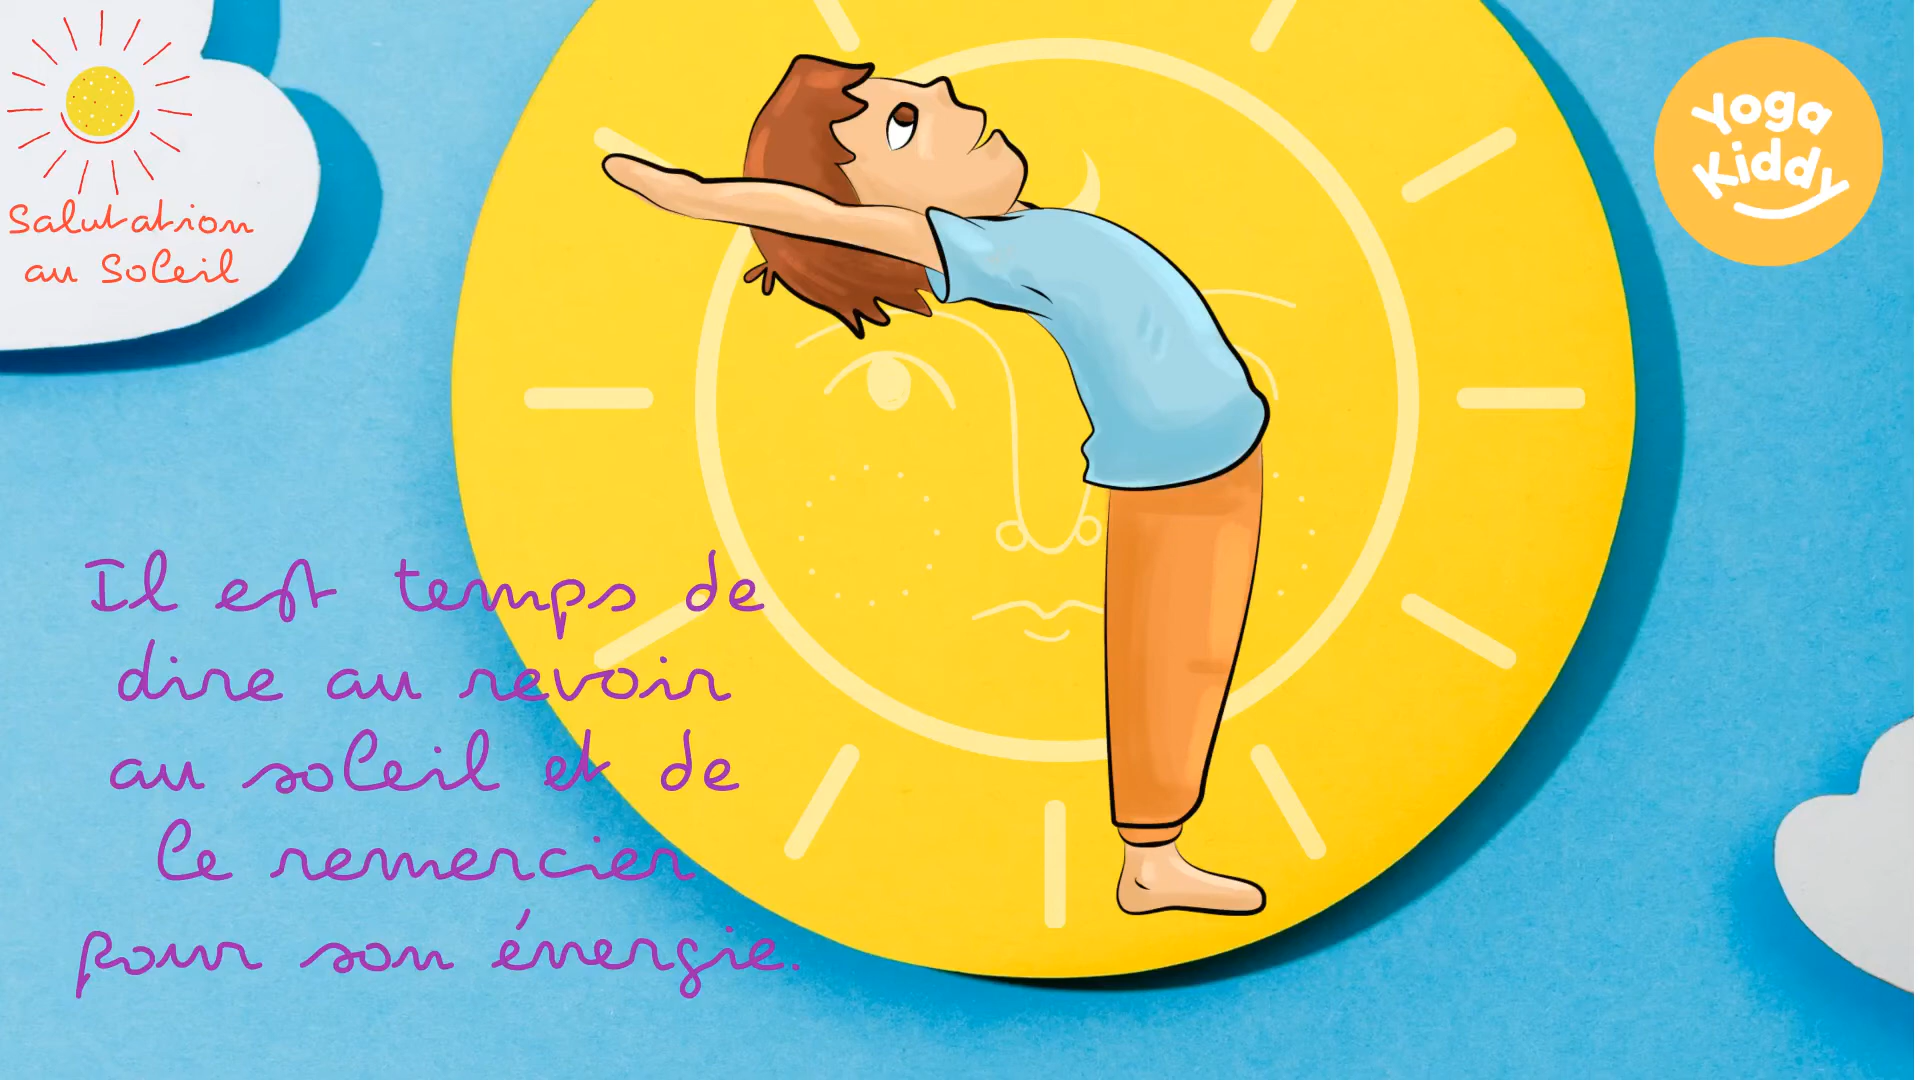 Salutation
au Soleil
Yoga
Kiddy
Il est temps de
dire au revoir
au soleil et de
le remercier
pour son énergie.